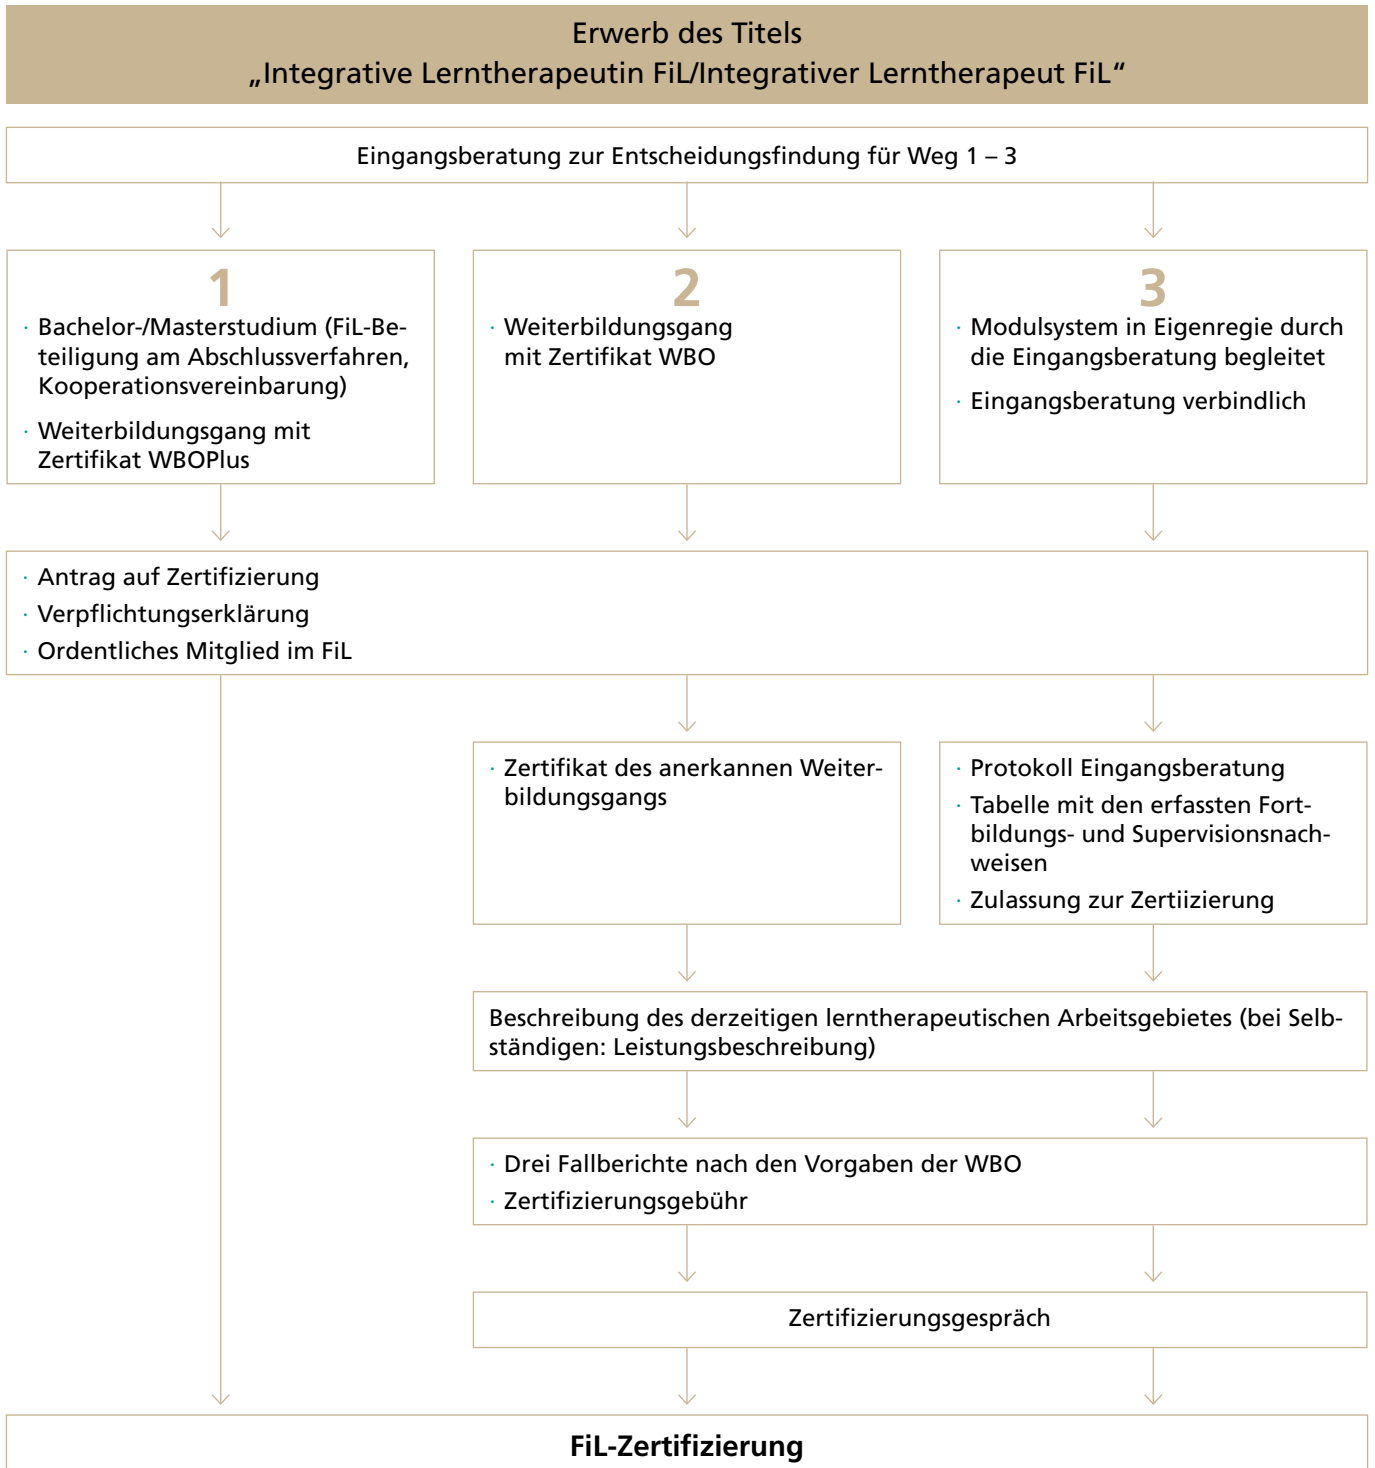 Erwerb des Titels
„Integrative Lerntherapeutin FiL/Integrativer Lerntherapeut FiL“
Eingangsberatung zur Entscheidungsfindung für Weg 1 – 3
1
· Bachelor-/Masterstudium (FiL-Be-
teiligung am Abschlussverfahren,
Kooperationsvereinbarung)
· Weiterbildungsgang mit
Zertifikat WBOPlus
2
· Weiterbildungsgang
mit Zertifikat WBO
3
· Modulsystem in Eigenregie durch
die Eingangsberatung begleitet
· Eingangsberatung verbindlich
· Antrag auf Zertifizierung
· Verpflichtungserklärung
· Ordentliches Mitglied im FiL
· Zertifikat des anerkannen Weiter-
bildungsgangs
· Protokoll Eingangsberatung
· Tabelle mit den erfassten Fort-
bildungs- und Supervisionsnach-
weisen
· Zulassung zur Zertiizierung
Beschreibung des derzeitigen lerntherapeutischen Arbeitsgebietes (bei Selb-
ständigen: Leistungsbeschreibung)
· Drei Fallberichte nach den Vorgaben der WBO
· Zertifizierungsgebühr
Zertifizierungsgespräch
FiL-Zertifizierung